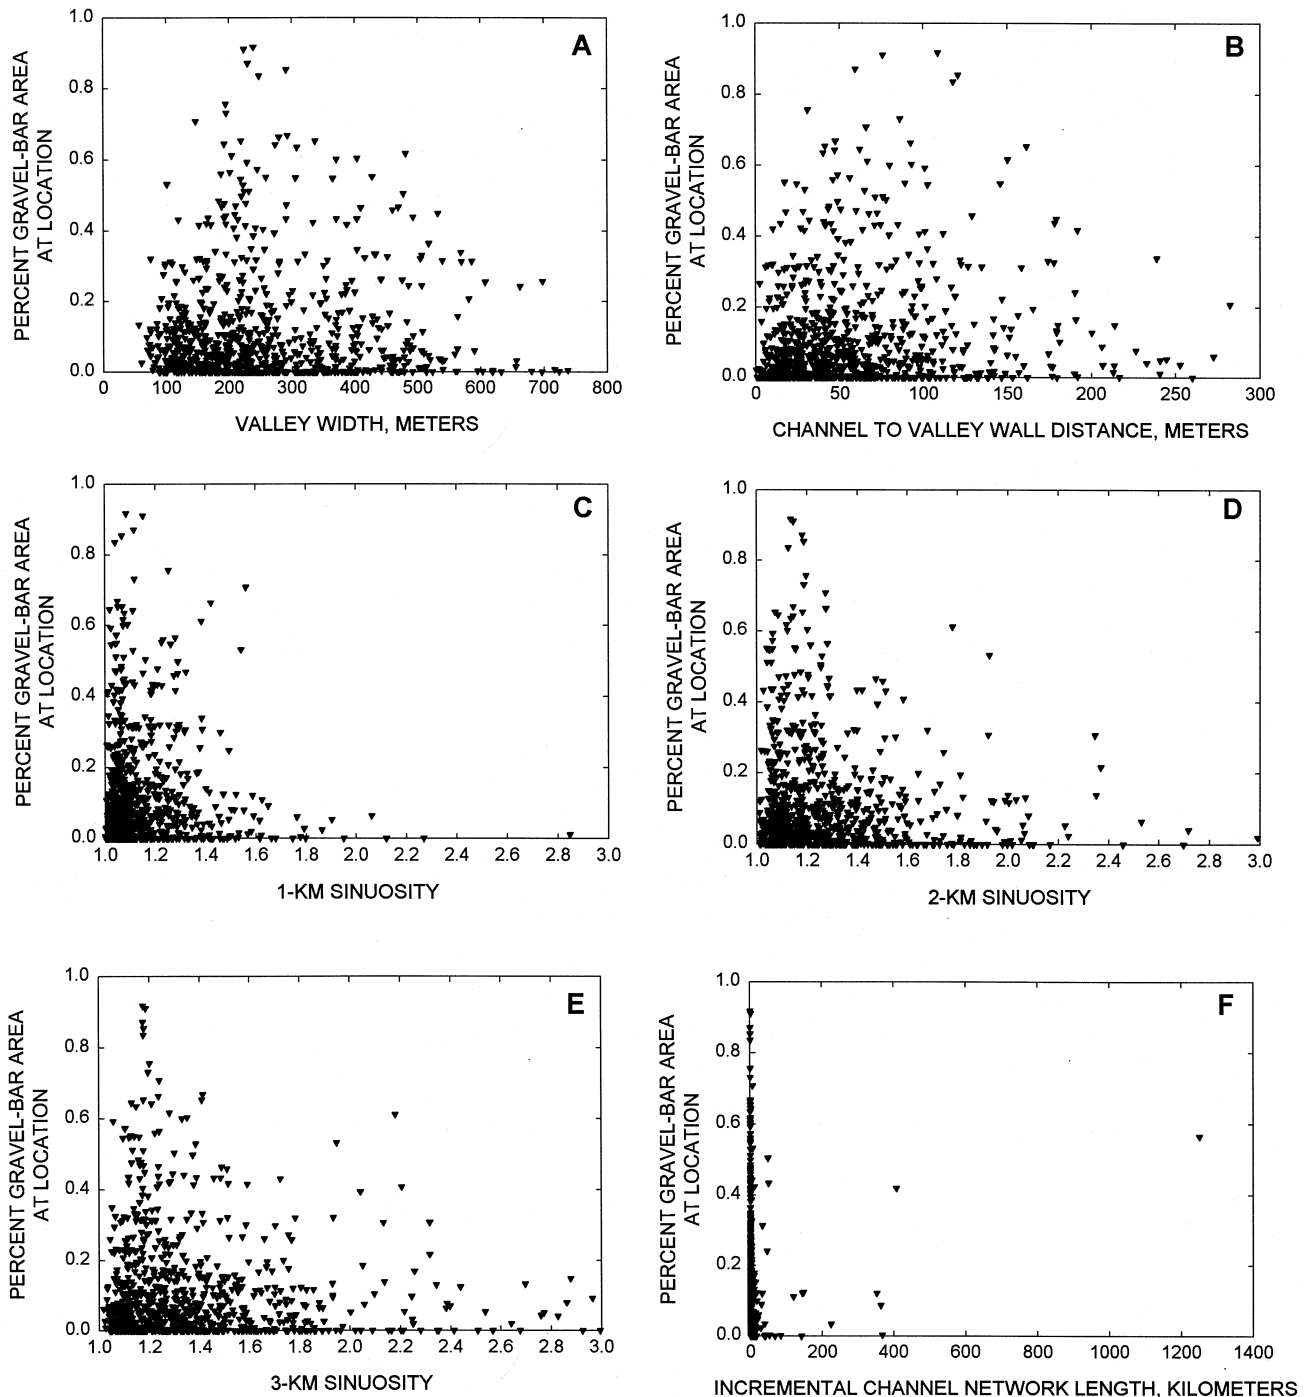 A
PERCENT GRAVEL-BAR AREA
AT LOCATION
1.0
0.8
0.6
0.4
0.2
0.0
0 100 200 300 400 500 600 700 800
VALLEY WIDTH, METERS
B
PERCENT GRAVEL-BAR AREA
AT LOCATION
1.0
0.8
0.6
0.4
0.2
0.0
0 50 100 150 200 250 300
CHANNEL TO VALLEY WALL DISTANCE, METERS
C
PERCENT GRAVEL-BAR AREA
AT LOCATION
1.0
0.8
0.6
0.4
0.2
0.0
1.0 1.2 1.4 1.6 1.8 2.0 2.2 2.4 2.6 2.8 3.0
1-KM SINUOSITY
D
PERCENT GRAVEL-BAR AREA
AT LOCATION
1.0
0.8
0.6
0.4
0.2
0.0
1.0 1.2 1.4 1.6 1.8 2.0 2.2 2.4 2.6 2.8 3.0
2-KM SINUOSITY
E
PERCENT GRAVEL-BAR AREA
AT LOCATION
1.0
0.8
0.6
0.4
0.2
0.0
1.0 1.2 1.4 1.6 1.8 2.0 2.2 2.4 2.6 2.8 3.0
3-KM SINUOSITY
F
PERCENT GRAVEL-BAR AREA
AT LOCATION
1.0
0.8
0.6
0.4
0.2
0.0
0 200 400 600 800 1000 1200 1400
INCREMENTAL CHANNEL NETWORK LENGTH, KILOMETERS